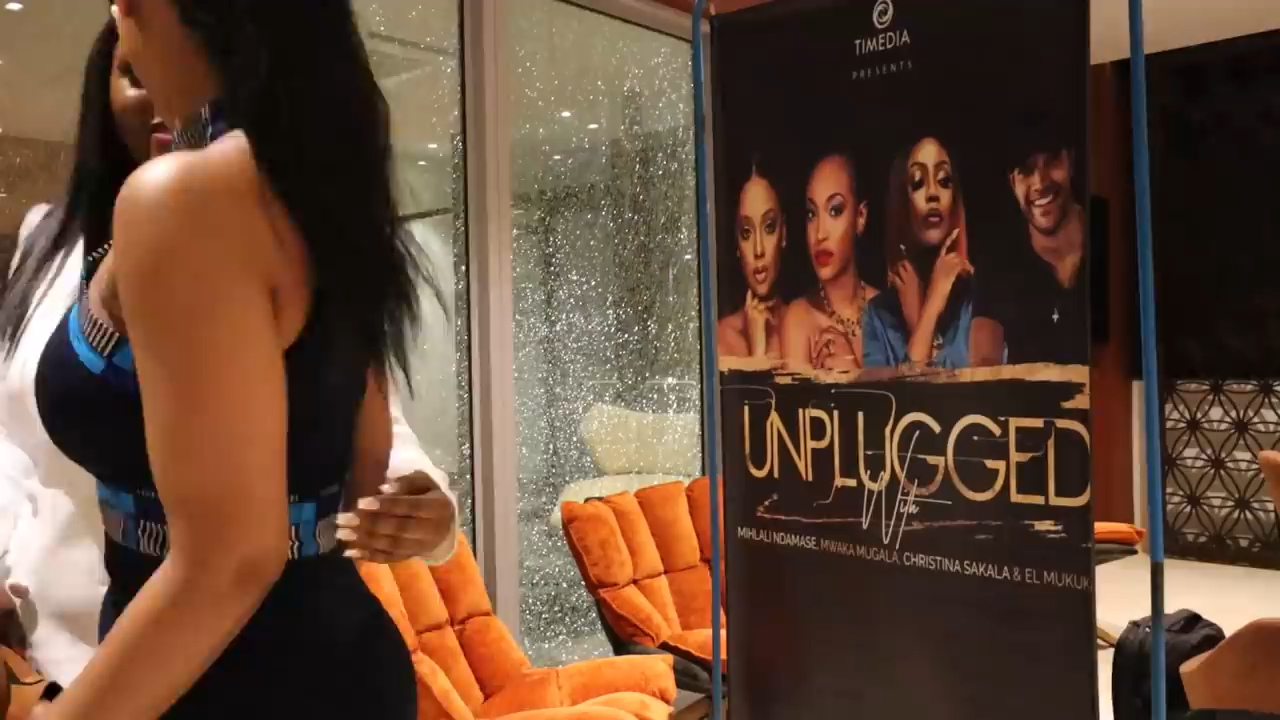 TIMEDIA
PRESENTS
UNPLUGGED
With
MIHLALI NDAMASE, MWAKA MUGALA, CHRISTINA SAKALA & EL MUKUK